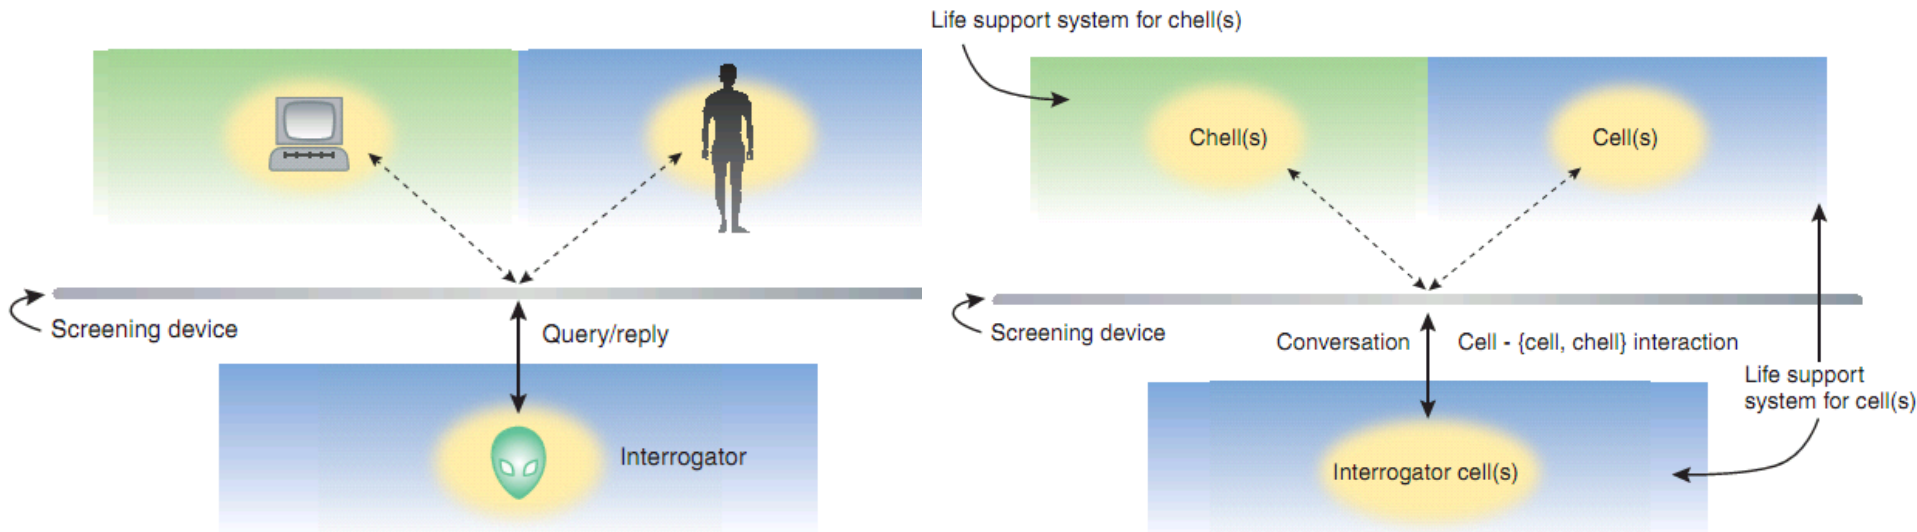 Screening device
Query/reply
Interrogator
Life support system for chell(s)
Chell(s)
Cell(s)
Screening device
Conversation
Cell - {cell, chell} interaction
Life support
system for cell(s)
Interrogator cell(s)